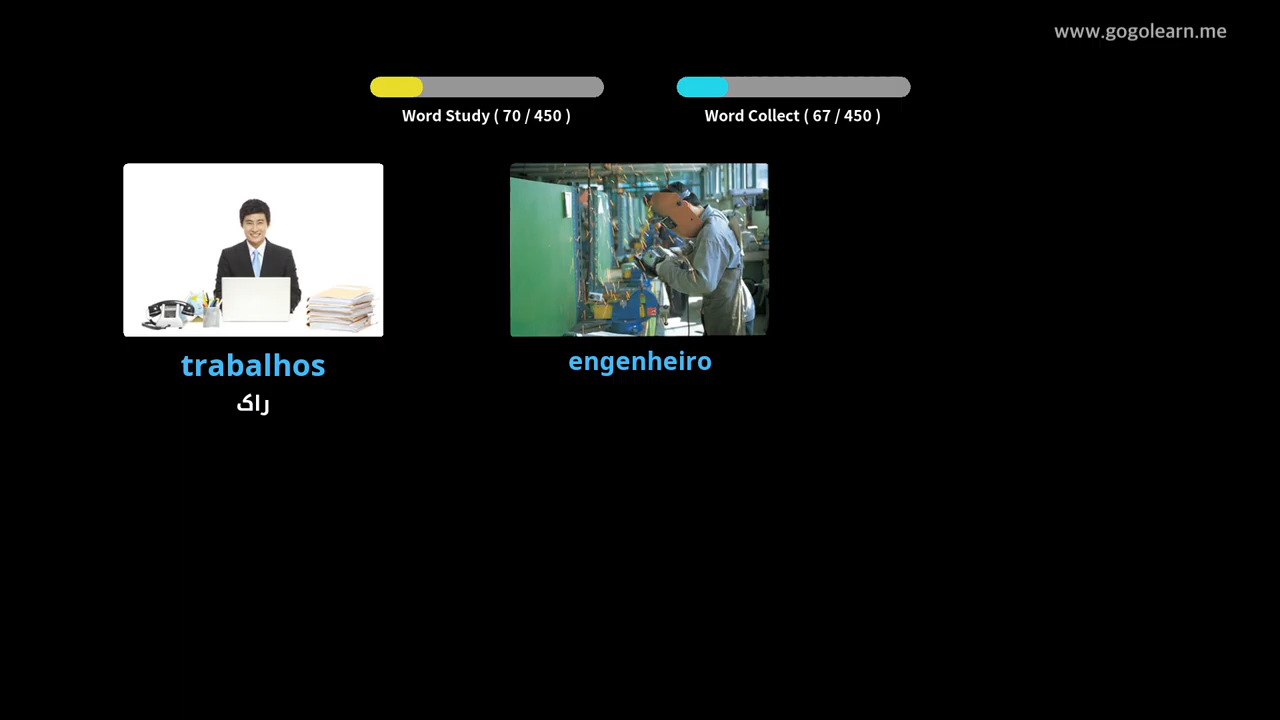 www.gogolearn.me
Word Study ( 70 / 450 )
Word Collect ( 67 / 450 )
trabalhos
راک
engenheiro